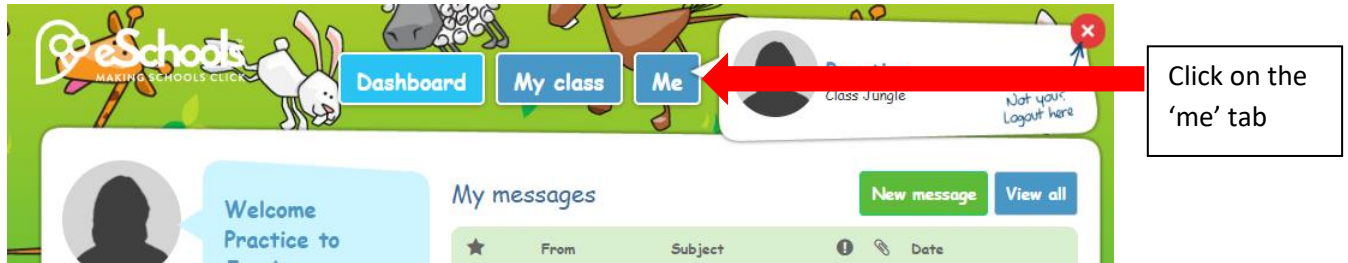 eSchools
MAKING SCHOOLS CLICK
Dashboard
My class
Me
Class Jungle
Not you?
Logout here
Click on the
‘me’ tab
Welcome
Practice to
My messages
New message
View all
From
Subject
Date